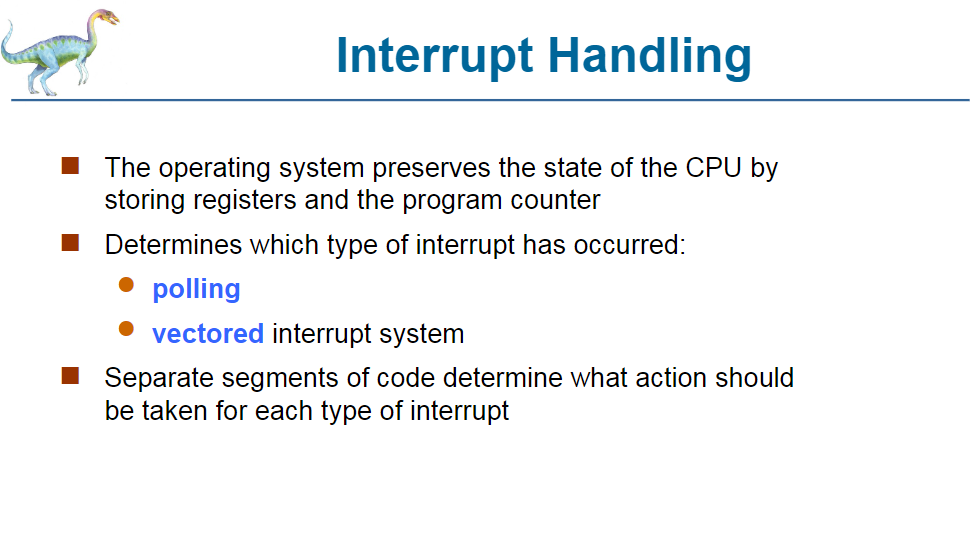 Interrupt Handling
The operating system preserves the state of the CPU by
storing registers and the program counter
Determines which type of interrupt has occurred:
polling
vectored interrupt system
Separate segments of code determine what action should
be taken for each type of interrupt